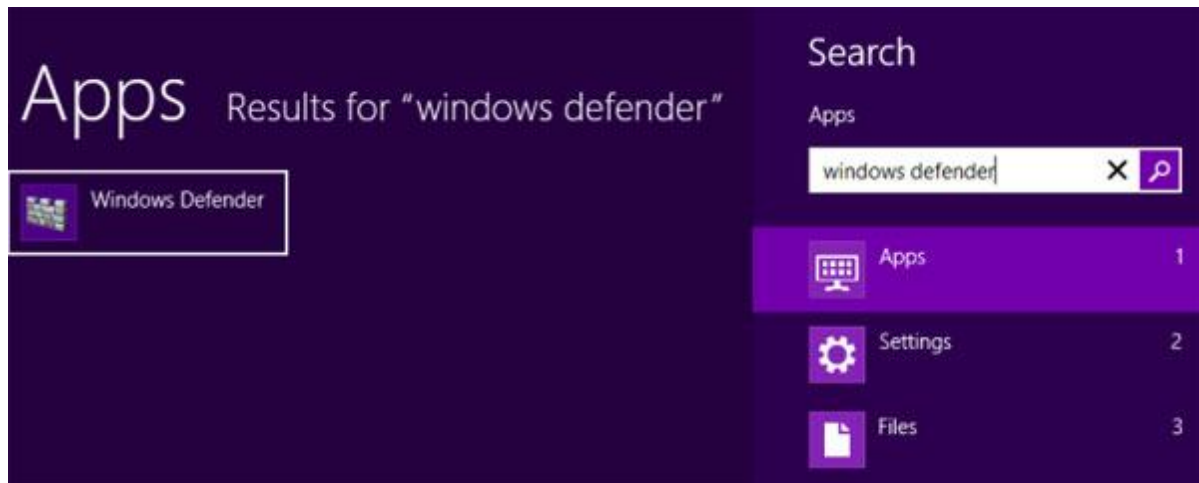 Apps Results for “windows defender”
Windows Defender
Search
Apps
windows defender
Apps 1
Settings 2
Files 3